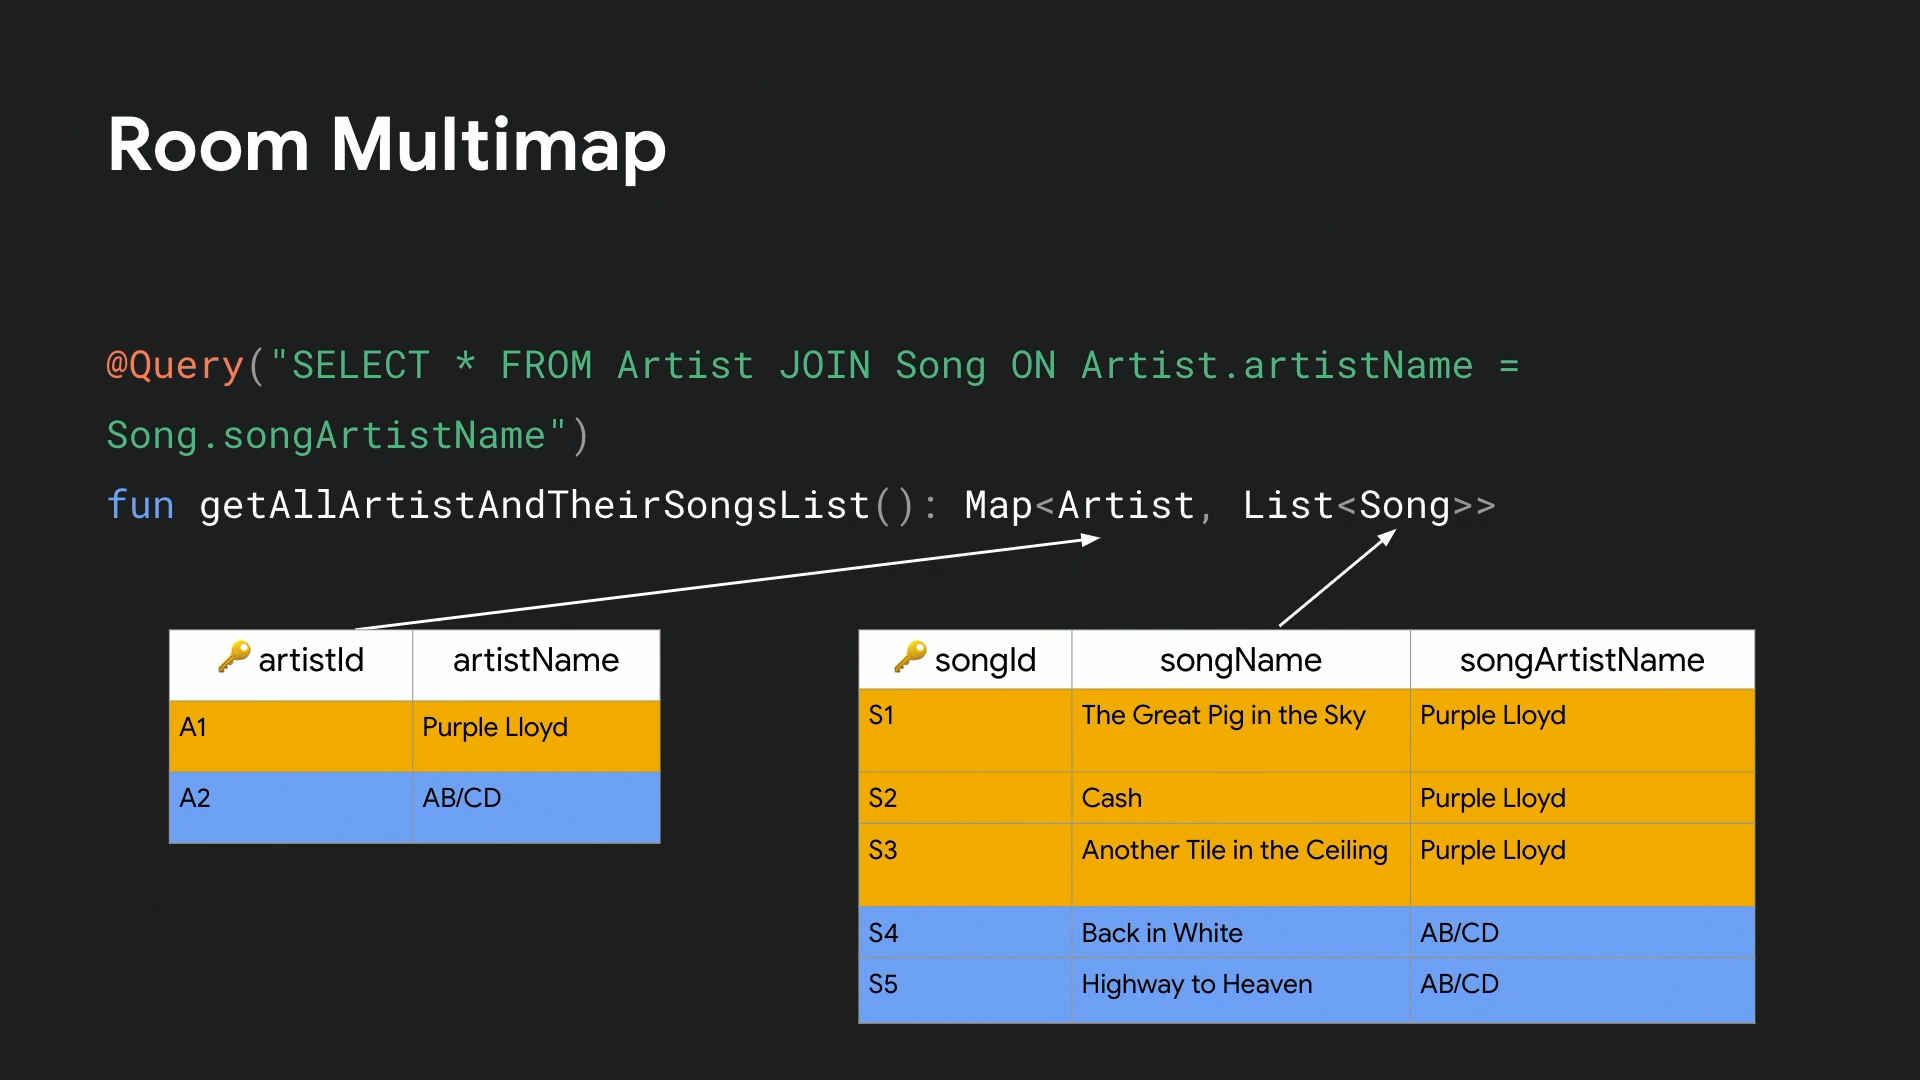 Room Multimap
@Query("SELECT * FROM Artist JOIN Song ON Artist.artistName =
Song.songArtistName")
fun getAllArtistAndTheirSongsList(): Map<Artist, List<Song>>
artistId artistName
A1 Purple Lloyd
A2 AB/CD
songId songName songArtistName
S1 The Great Pig in the Sky Purple Lloyd
S2 Cash Purple Lloyd
S3 Another Tile in the Ceiling Purple Lloyd
S4 Back in White AB/CD
S5 Highway to Heaven AB/CD